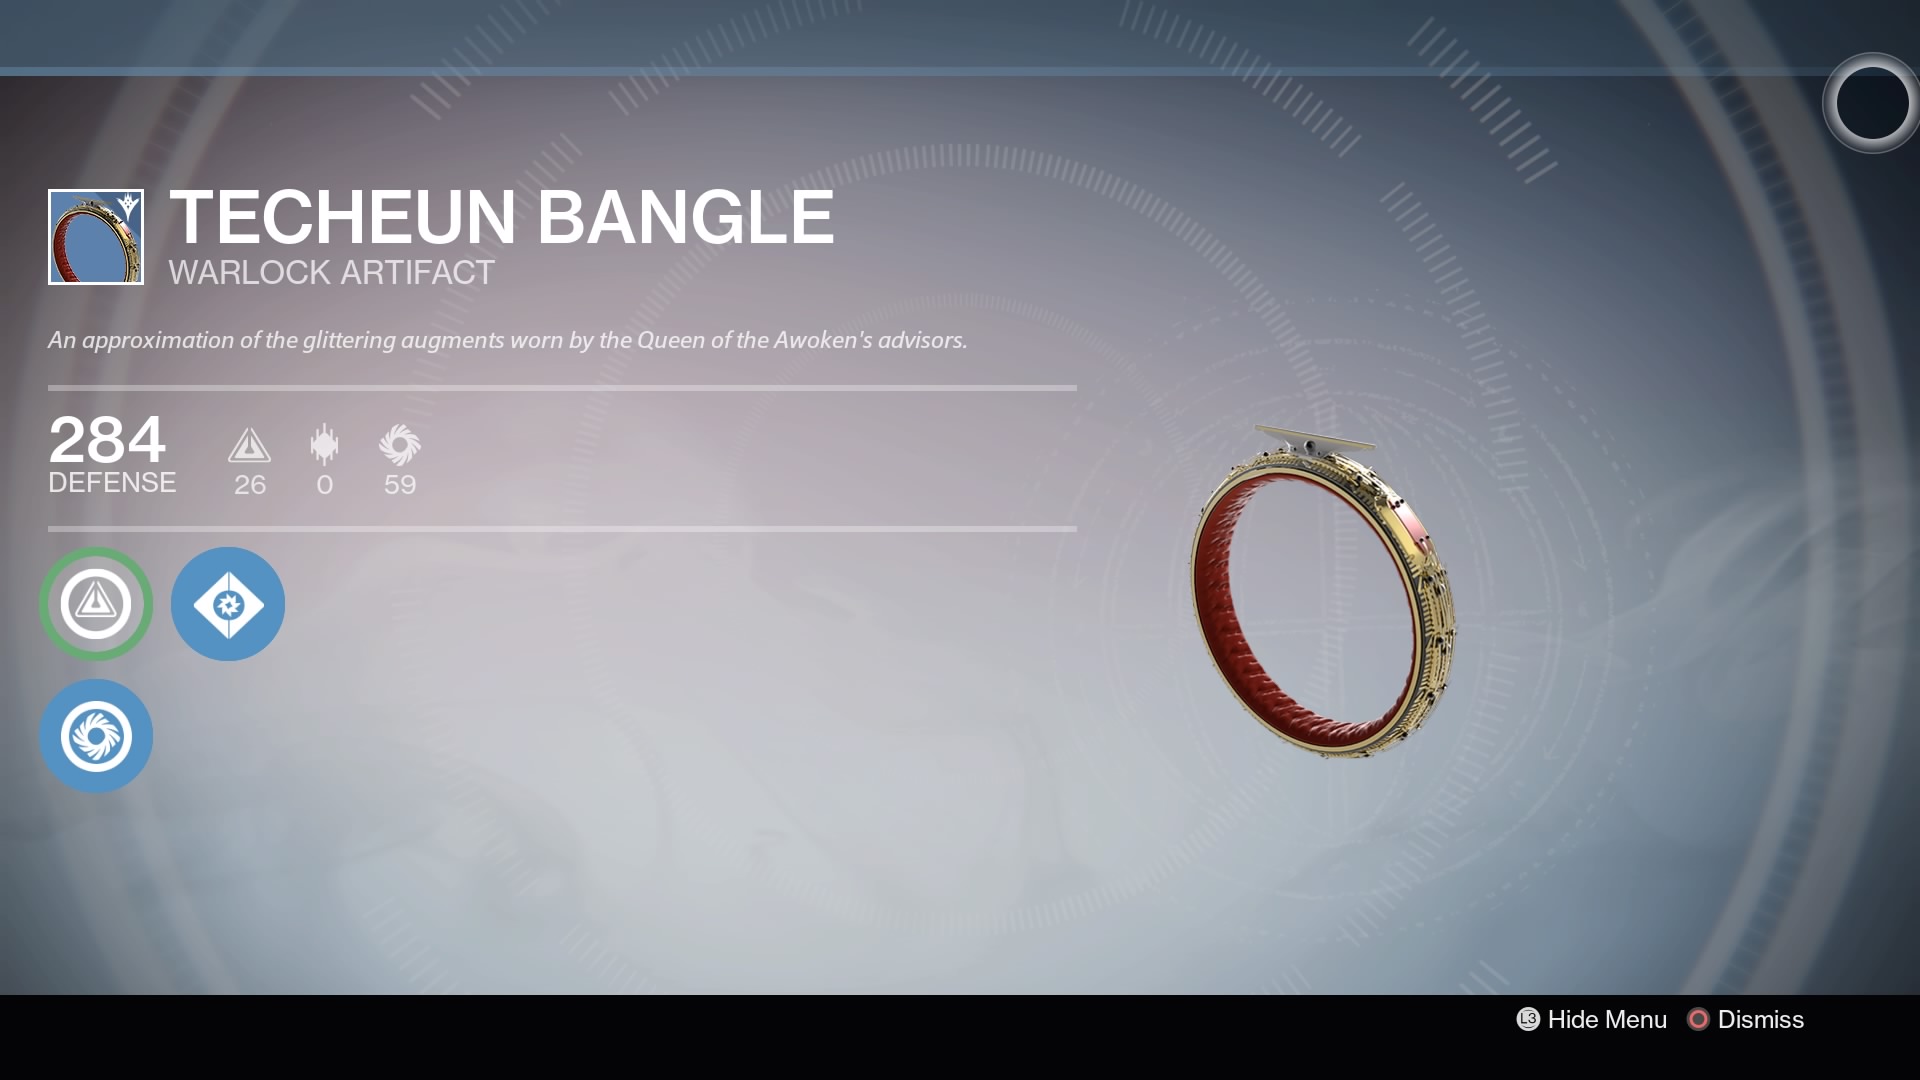 TECHEUN BANGLE
WARLOCK ARTIFACT
An approximation of the glittering augments worn by the Queen of the Awoken's advisors.
284
DEFENSE
26 0 59
L3 Hide Menu Dismiss